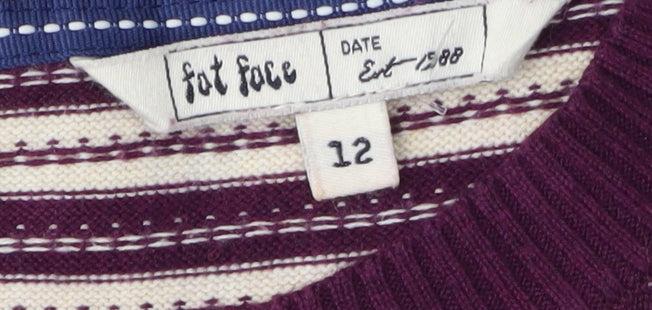 fat face
DATE
Est 1988
12